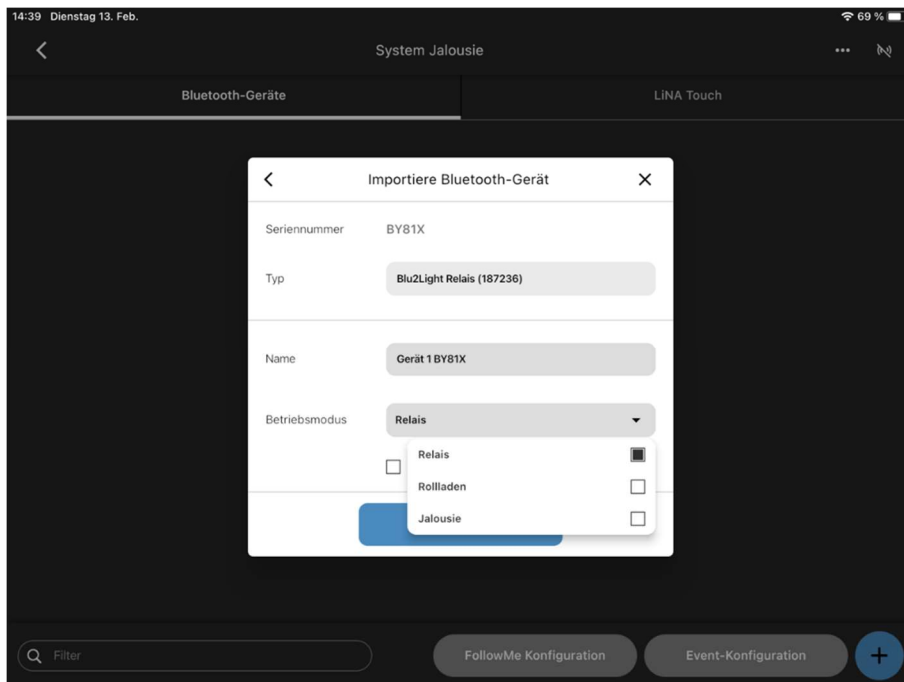 14:39 Dienstag 13. Feb. 69 %
System Jalousie
Bluetooth-Geräte LiNA Touch
Importiere Bluetooth-Gerät
Seriennummer BY81X
Typ Blu2Light Relais (187236)
Name Gerät 1 BY81X
Betriebsmodus Relais
Relais
Rollladen
Jalousie
Filter FollowMe Konfiguration Event-Konfiguration